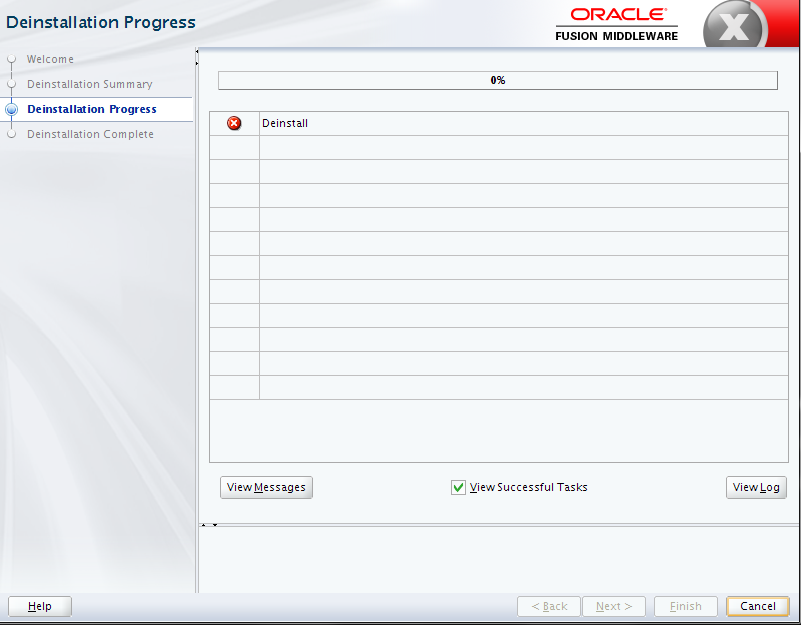 Deinstallation Progress
ORACLE
FUSION MIDDLEWARE
X
Welcome
Deinstallation Summary
Deinstallation Progress
Deinstallation Complete
0%
Deinstall
View Messages
View Successful Tasks
View Log
Help
< Back
Next >
Finish
Cancel